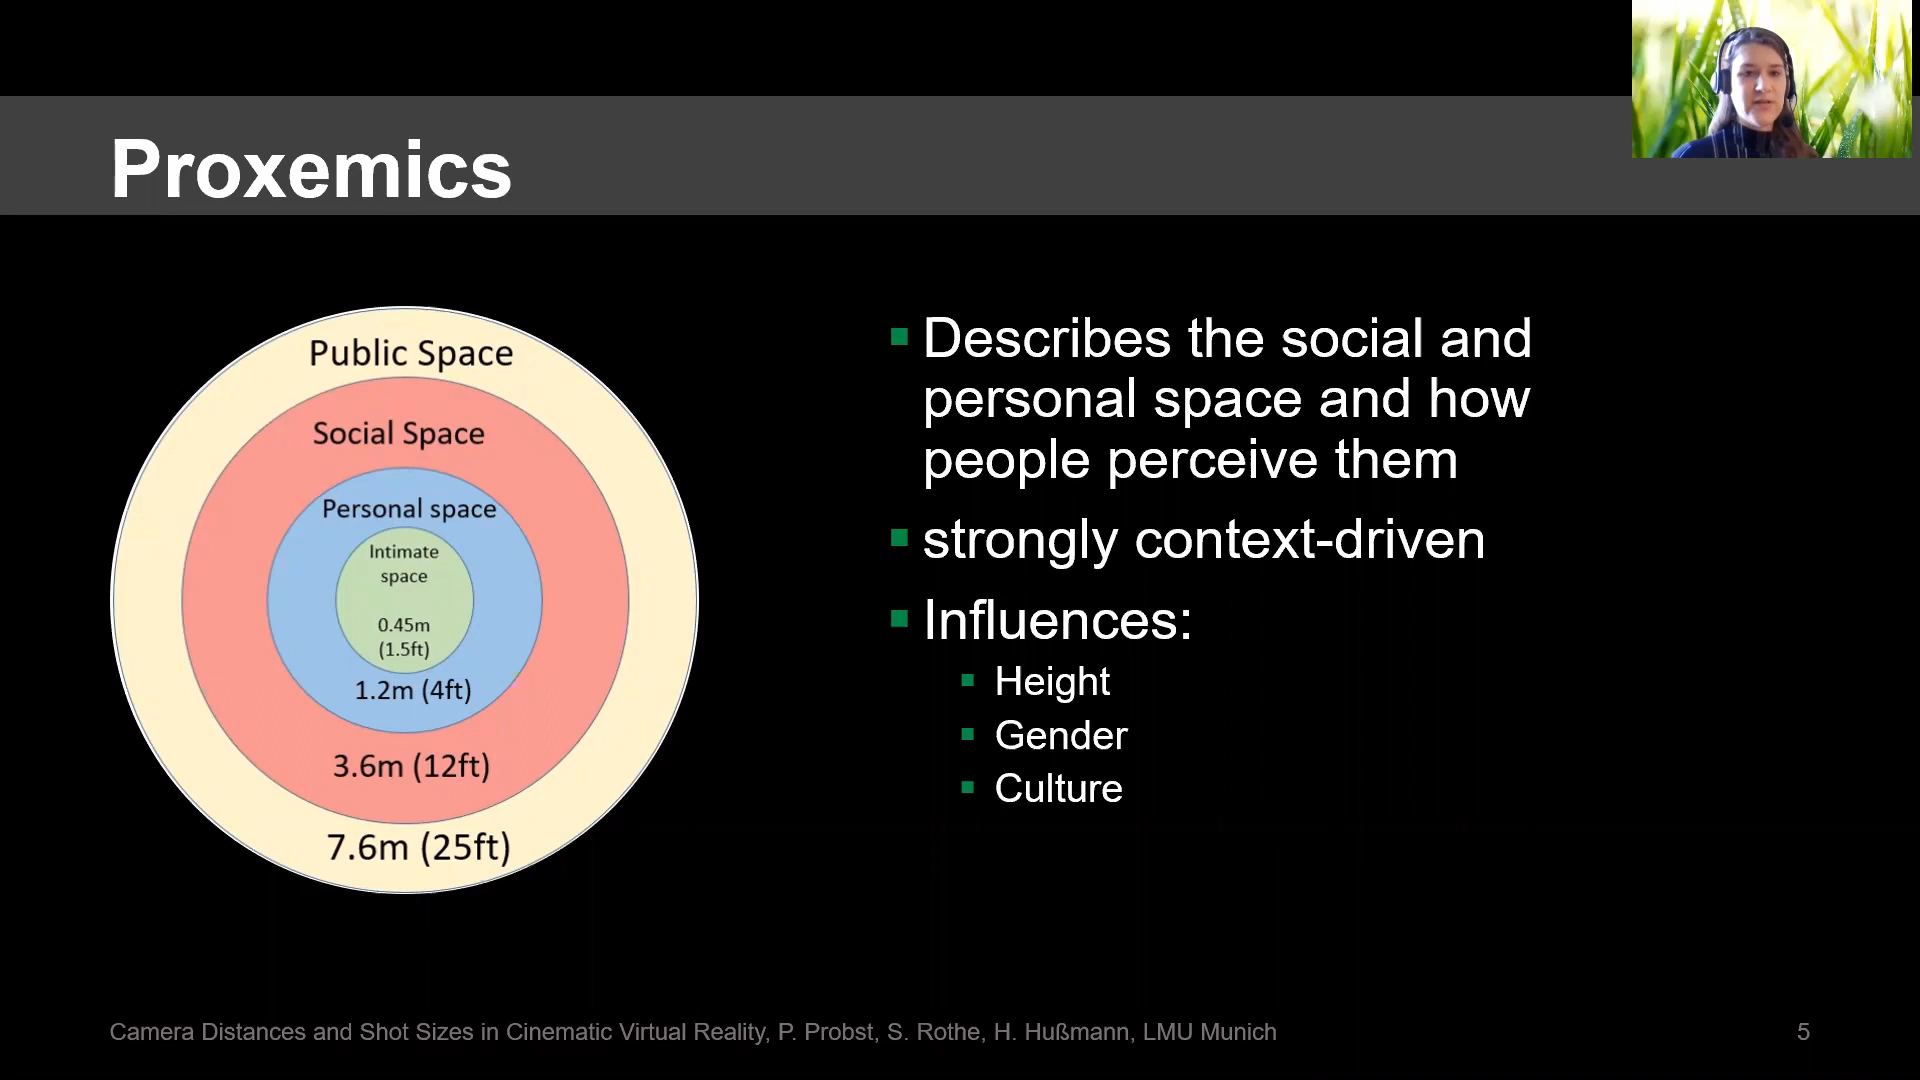 Proxemics
Public Space
Social Space
Personal space
Intimate
space
0.45m
(1.5ft)
1.2m (4ft)
3.6m (12ft)
7.6m (25ft)
Describes the social and
personal space and how
people perceive them
strongly context-driven
Influences:
Height
Gender
Culture
Camera Distances and Shot Sizes in Cinematic Virtual Reality, P. Probst, S. Rothe, H. Hußmann, LMU Munich
5